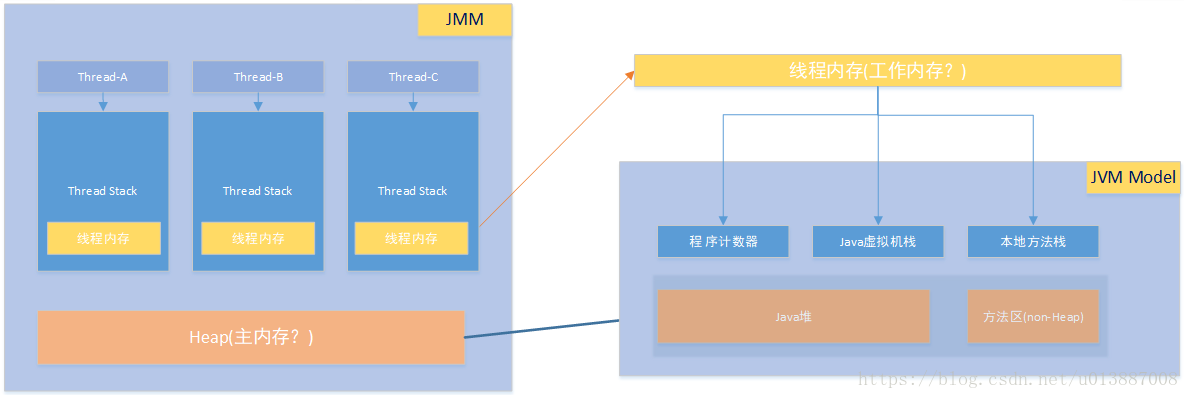 JMM
Thread-A
Thread-B
Thread-C
Thread Stack
Thread Stack
Thread Stack
线程内存
线程内存
线程内存
Heap(主内存？)
线程内存(工作内存？)
JVM Model
程序计数器
Java虚拟机栈
本地方法栈
Java堆
方法区(non-Heap)
https://blog.csdn.net/u013887008